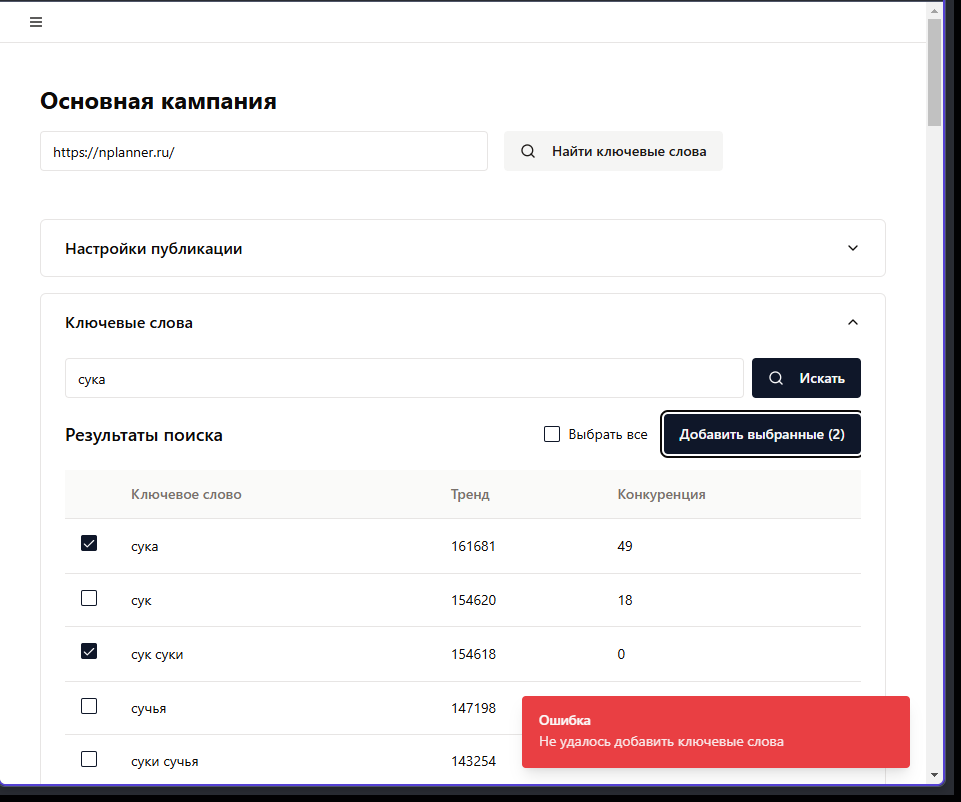 Основная кампания
https://nplanner.ru/ Найти ключевые слова
Настройки публикации
Ключевые слова
сука Искать
Результаты поиска Выбрать все Добавить выбранные (2)
Ключевое слово Тренд Конкуренция
сука 161681 49
сук 154620 18
сук суки 154618 0
сучья 147198
суки сучья 143254
Ошибка
Не удалось добавить ключевые слова